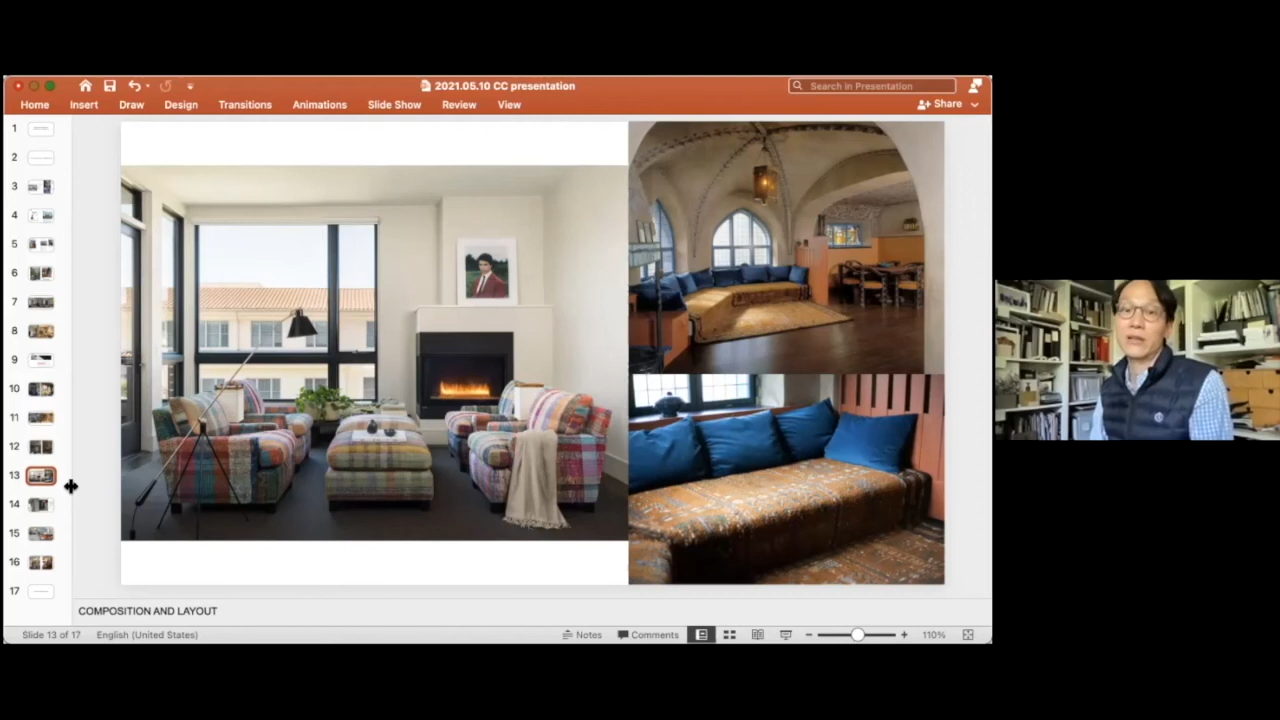 2021.05.10 CC presentation
Search in Presentation
Home Insert Draw Design Transitions Animations Slide Show Review View
Share
1
2
3
4
5
6
7
8
9
10
11
12
13
14
15
16
17
COMPOSITION AND LAYOUT
Slide 13 of 17 English (United States) Notes Comments 110%